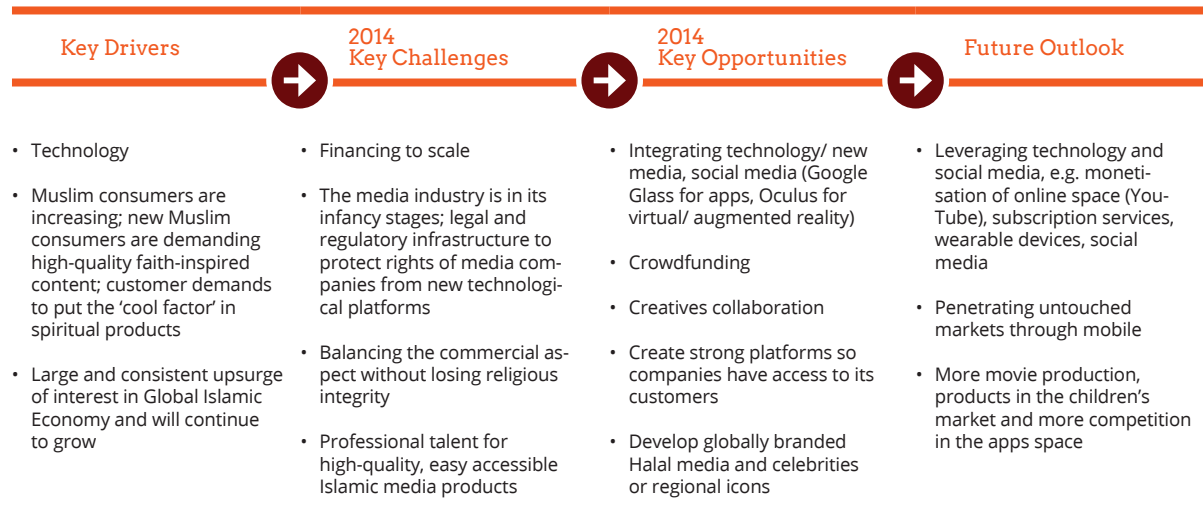 Key Drivers
2014
Key Challenges
2014
Key Opportunities
Future Outlook
• Technology
• Muslim consumers are
increasing; new Muslim
consumers are demanding
high-quality faith-inspired
content; customer demands
to put the ‘cool factor’ in
spiritual products
• Large and consistent upsurge
of interest in Global Islamic
Economy and will continue
to grow
• Financing to scale
• The media industry is in its
infancy stages; legal and
regulatory infrastructure to
protect rights of media com-
panies from new technologi-
cal platforms
• Balancing the commercial as-
pect without losing religious
integrity
• Professional talent for
high-quality, easy accessible
Islamic media products
• Integrating technology/ new
media, social media (Google
Glass for apps, Oculus for
virtual/ augmented reality)
• Crowdfunding
• Creatives collaboration
• Create strong platforms so
companies have access to its
customers
• Develop globally branded
Halal media and celebrities
or regional icons
• Leveraging technology and
social media, e.g. moneti-
sation of online space (You-
Tube), subscription services,
wearable devices, social
media
• Penetrating untouched
markets through mobile
• More movie production,
products in the children’s
market and more competition
in the apps space